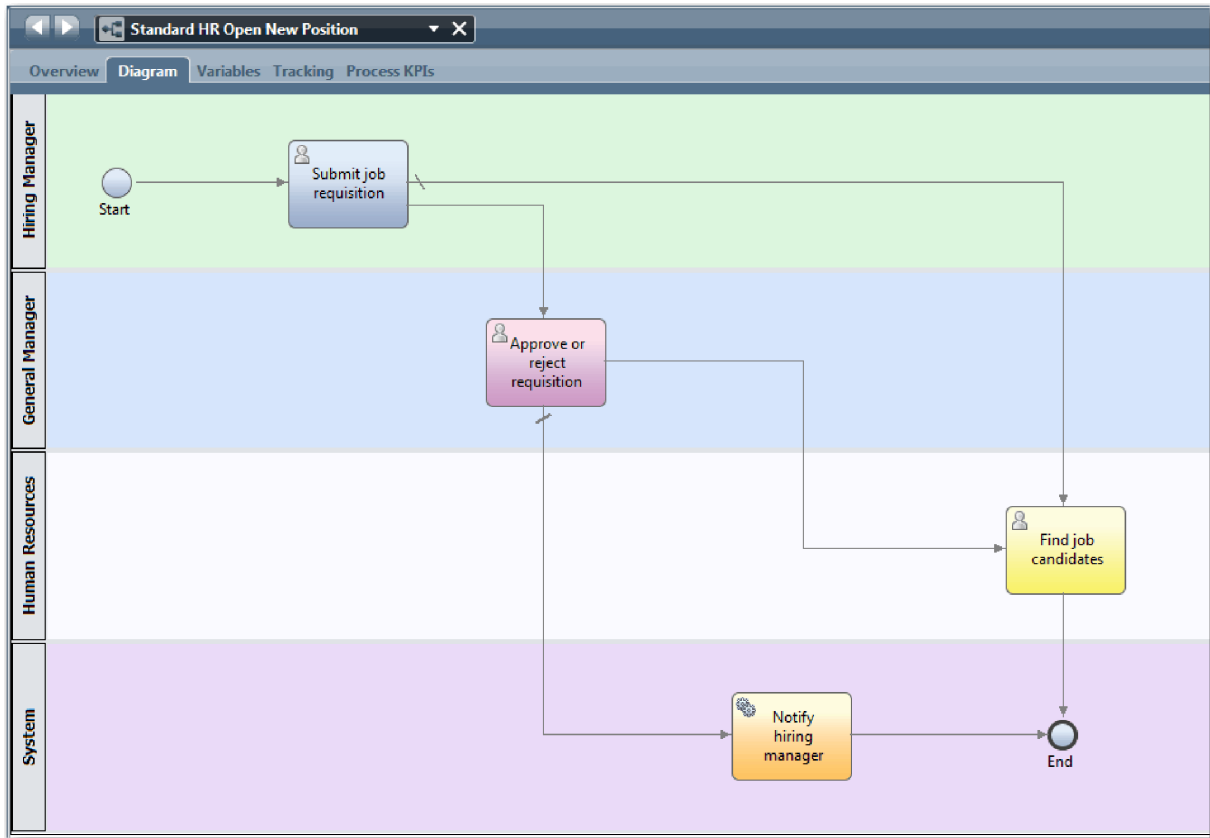 Standard HR Open New Position
Overview Diagram Variables Tracking Process KPIs
Hiring Manager
Start
Submit job
requisition
General Manager
Approve or
reject
requisition
Human Resources
Find job
candidates
System
Notify
hiring
manager
End